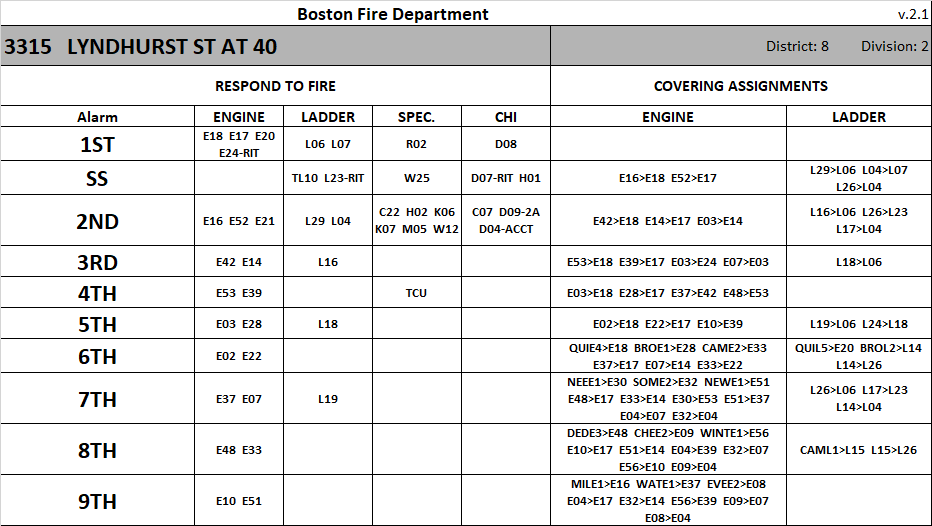 Boston Fire Department v.2.1
3315 LYNDHURST ST AT 40 District: 8 Division: 2
RESPOND TO FIRE COVERING ASSIGNMENTS
Alarm ENGINE LADDER SPEC. CHI ENGINE LADDER
1ST
E18 E17 E20
E24-RIT
L06 L07
R02
D08
SS
TL10 L23-RIT
W25
D07-RIT H01
E16>E18 E52>E17
L29>L06 L04>L07
L26>L04
2ND
E16 E52 E21
L29 L04
C22 H02 K06
K07 M05 W12
C07 D09-2A
D04-ACCT
E42>E18 E14>E17 E03>E14
L16>L06 L26>L23
L17>L04
3RD
E42 E14
L16
E53>E18 E39>E17 E03>E24 E07>E03
L18>L06
4TH
E53 E39
TCU
E03>E18 E28>E17 E37>E42 E48>E53
5TH
E03 E28
L18
E02>E18 E22>E17 E10>E39
L19>L06 L24>L18
6TH
E02 E22
QUIE4>E18 BROE1>E28 CAME2>E33
E37>E17 E07>E14 E33>E22
QUIL5>E20 BROL2>L14
L14>L26
7TH
E37 E07
L19
NEEE1>E30 SOME2>E32 NEWE1>E51
E48>E17 E33>E14 E30>E53 E51>E37
E04>E07 E32>E04
L26>L06 L17>L23
L14>L04
8TH
E48 E33
DEDE3>E48 CHEE2>E09 WINTE1>E56
E10>E17 E51>E14 E04>E39 E32>E07
E56>E10 E09>E04
CAML1>L15 L15>L26
9TH
E10 E51
MILE1>E16 WATE1>E37 EVEE2>E08
E04>E17 E32>E14 E56>E39 E09>E07
E08>E04